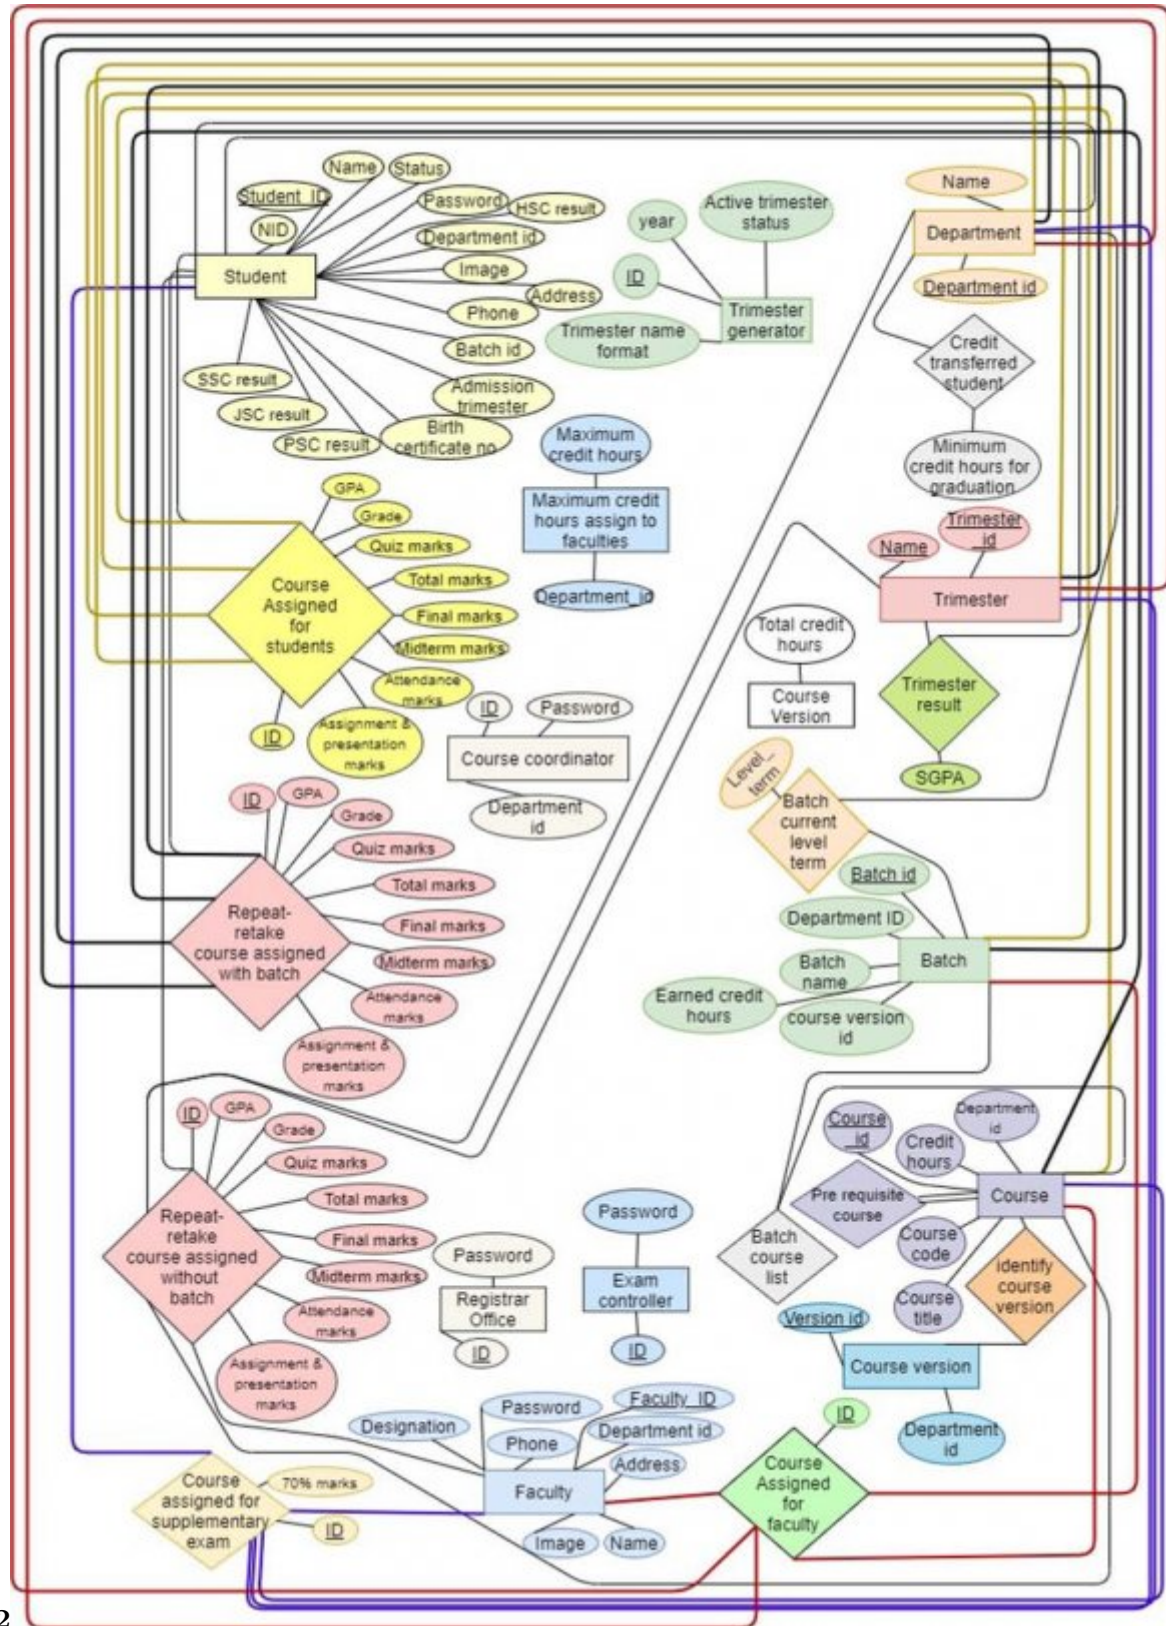 Name
Status
Student_ID
Password
HSC result
NID
Department id
Student
Image
Address
Phone
Batch id
Admission
trimester
Birth
certificate no
SSC result
JSC result
PSC result
year
Active trimester
status
ID
Trimester
generator
Trimester name
format
Name
Department
Department id
Credit
transferred
student
Minimum
credit hours for
graduation
Maximum
credit hours
Maximum credit
hours assign to
faculties
Department_id
GPA
Grade
Quiz marks
Total marks
Final marks
Midterm marks
Attendance
marks
Assignment &
presentation
marks
ID
Course
Assigned
for
students
Name
Trimester
_id
Trimester
Total credit
hours
Course
Version
Trimester
result
SGPA
ID
Password
Course coordinator
Department
id
Level_
term
Batch
current
level
term
Batch id
Department ID
Batch
name
Batch
Earned credit
hours
course version
id
ID
GPA
Grade
Quiz marks
Total marks
Final marks
Midterm marks
Attendance
marks
Assignment &
presentation
marks
Repeat-
retake
course assigned
with batch
ID
GPA
Grade
Quiz marks
Total marks
Final marks
Midterm marks
Attendance
marks
Assignment &
presentation
marks
Repeat-
retake
course assigned
without
batch
Course
_id
Credit
hours
Department
id
Pre requisite
course
Course
Course
code
Course
title
Batch
course
list
identify
course
version
Version id
Course version
Department
id
Password
Registrar
Office
ID
Password
Exam
controller
ID
Designation
Password
Faculty_ID
Phone
Department id
Address
Faculty
Image
Name
ID
Course
Assigned
for
faculty
Course
assigned for
supplementary
exam
70% marks
ID
2